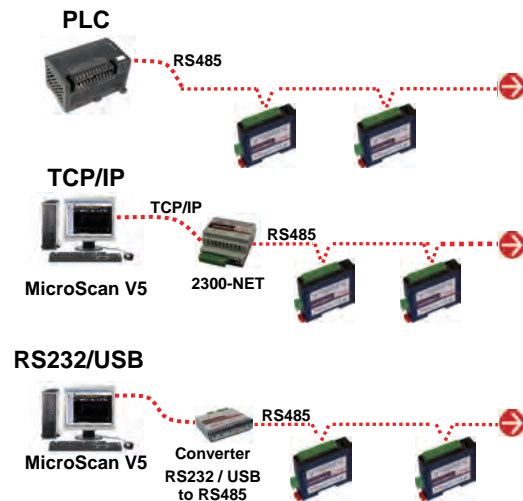 PLC
RS485
TCP/IP
TCP/IP
RS485
MicroScan V5
2300-NET
RS232/USB
RS485
MicroScan V5
Converter
RS232 / USB
to RS485